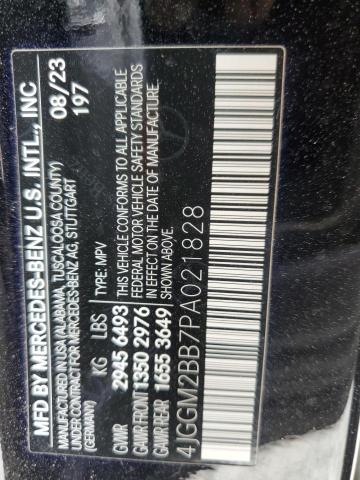 MFD BY MERCEDES-BENZ U.S. INTL., INC
MANUFACTURED IN USA (ALABAMA, TUSCALOOSA COUNTY)
UNDER CONTRACT FOR MERCEDES-BENZ AG, STUTTGART
(GERMANY)
08/23
197
KG LBS TYPE: MPV
GVWR 2945 6493
GAWR-FRONT 1350 2976
GAWR-REAR 1655 3649
THIS VEHICLE CONFORMS TO ALL APPLICABLE
FEDERAL MOTOR VEHICLE SAFETY STANDARDS
IN EFFECT ON THE DATE OF MANUFACTURE
SHOWN ABOVE.
4JGGM2BB7PA021828